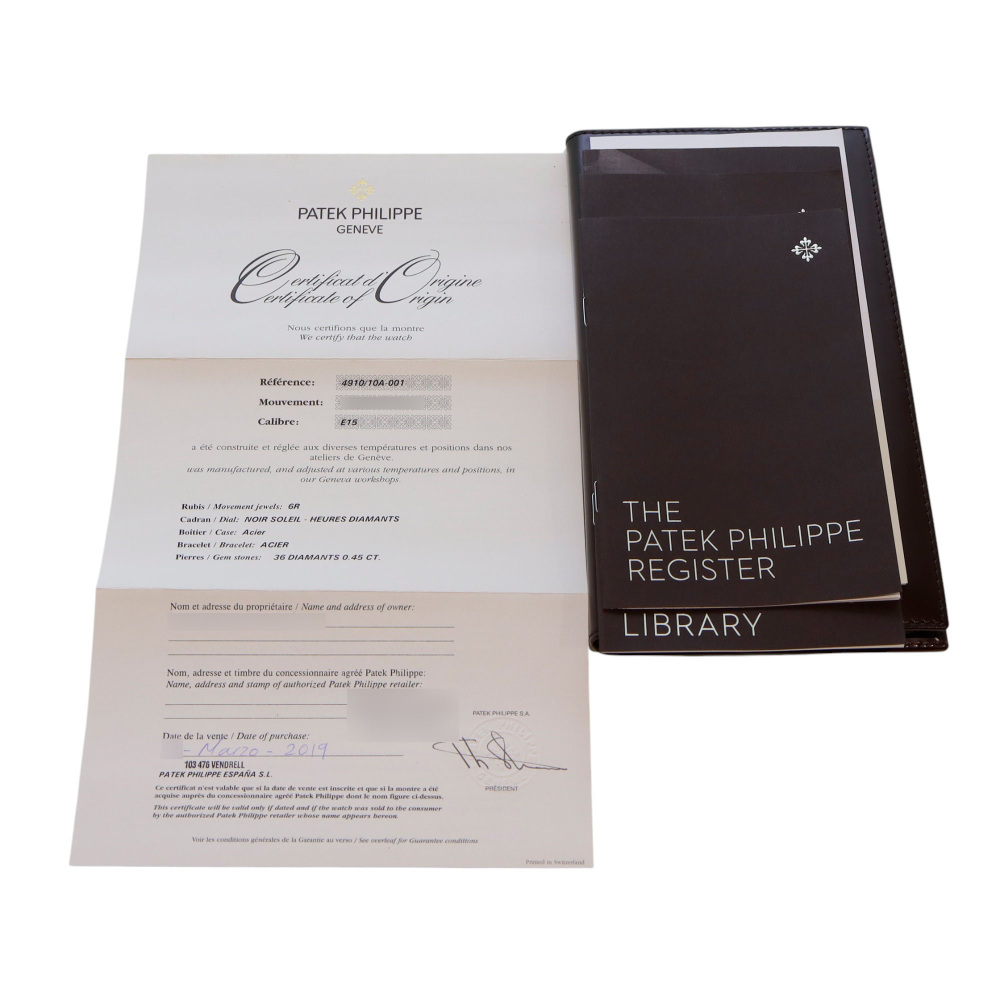 PATEK PHILIPPE
GENEVE
Certificat d'Origine
Certificate of Origin
Nous certifions que la montre
We certify that the watch
Référence: 4910/10A-001
Mouvement:
Calibre: E15
a été construite et réglée aux diverses températures et positions dans nos
ateliers de Genève.
was manufactured, and adjusted at various temperatures and positions, in
our Geneva workshops.
Rubis / Movement jewels: 6R
Cadran / Dial: NOIR SOLEIL - HEURES DIAMANTS
Boîtier / Case: Acier
Bracelet / Bracelet: ACIER
Pierres / Gem stones: 36 DIAMANTS 0.45 CT.
Nom et adresse du propriétaire / Name and address of owner:
Nom, adresse et timbre du concessionnaire agréé Patek Philippe:
Name, address and stamp of authorized Patek Philippe retailer:
PATEK PHILIPPE S.A.
Date de la vente / Date of purchase:
- Marzo - 2019
103 476 VENDRELL
PATEK PHILIPPE ESPAÑA S.L.
PRÉSIDENT
Ce certificat n'est valable que si la date de vente est inscrite et que si la montre a été
acquise auprès du concessionnaire agréé Patek Philippe dont le nom figure ci-dessus.
This certificate will be valid only if dated and if the watch was sold to the consumer
by the authorized Patek Philippe retailer whose name appears hereon.
Voir les conditions générales de la Garantie au verso / See overleaf for Guarantee conditions
Printed in Switzerland
THE
PATEK PHILIPPE
REGISTER
LIBRARY